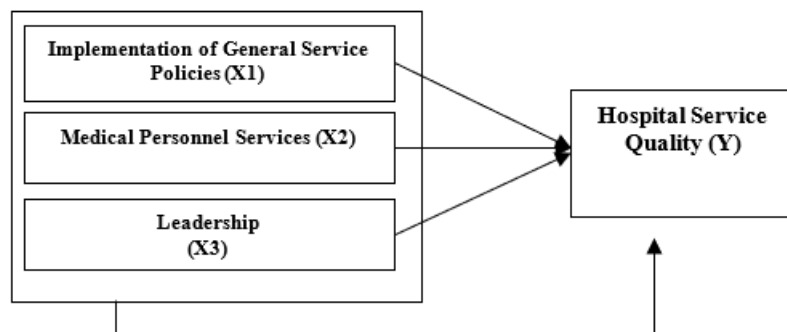 Implementation of General Service
Policies (X1)
Medical Personnel Services (X2)
Leadership
(X3)
Hospital Service
Quality (Y)